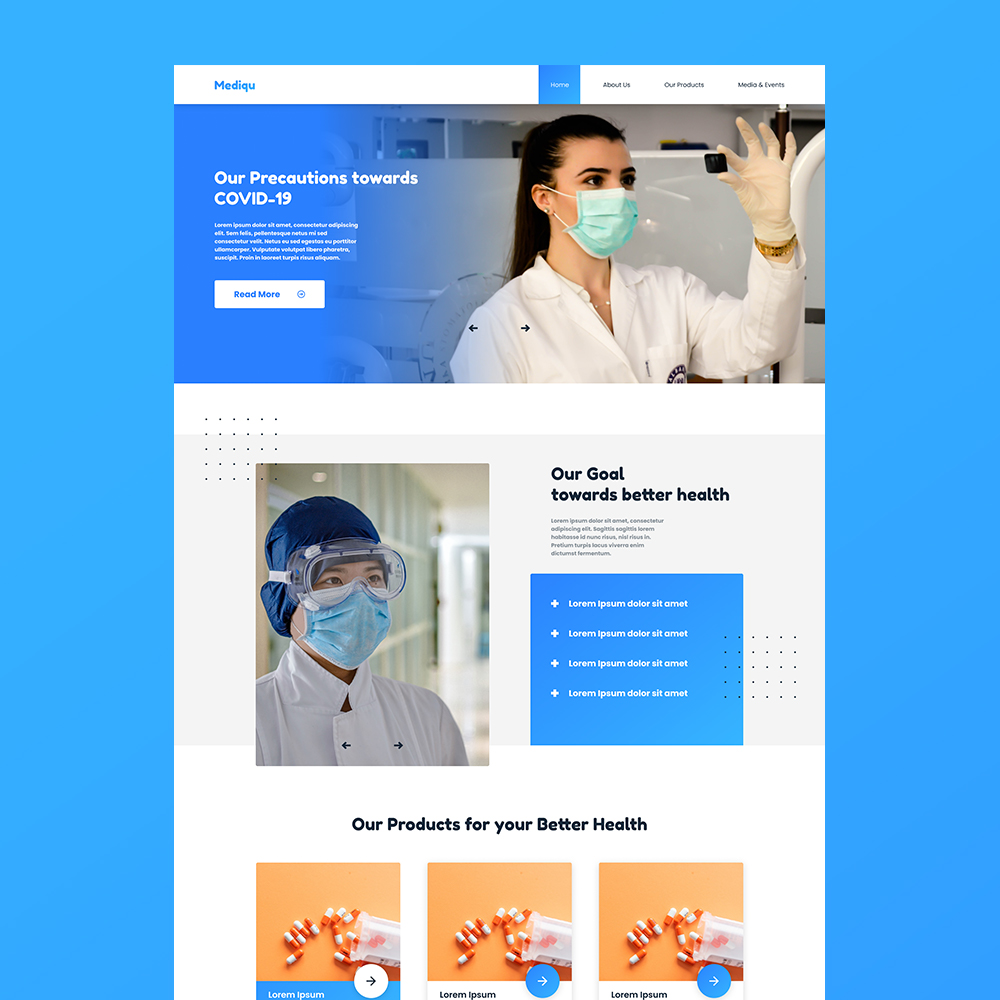 Mediqu
Home
About Us
Our Products
Media & Events
Our Precautions towards
COVID-19
Lorem ipsum dolor sit amet, consectetur adipiscing
elit. Sem felis, pellentesque netus mi sed
consectetur velit. Netus eu sed egestas eu porttitor
ullamcorper. Vulputate volutpat libero pharetra,
suscipit. Proin in laoreet turpis risus aliquam.
Read More
Our Goal
towards better health
Lorem ipsum dolor sit amet, consectetur
adipiscing elit. Sagittis sagittis lorem
habitasse id nunc risus, nisl risus in.
Pretium turpis lacus viverra enim
dictumst fermentum.
Lorem Ipsum dolor sit amet
Lorem Ipsum dolor sit amet
Lorem Ipsum dolor sit amet
Lorem Ipsum dolor sit amet
Our Products for your Better Health
Lorem Ipsum
Lorem Ipsum
Lorem Ipsum